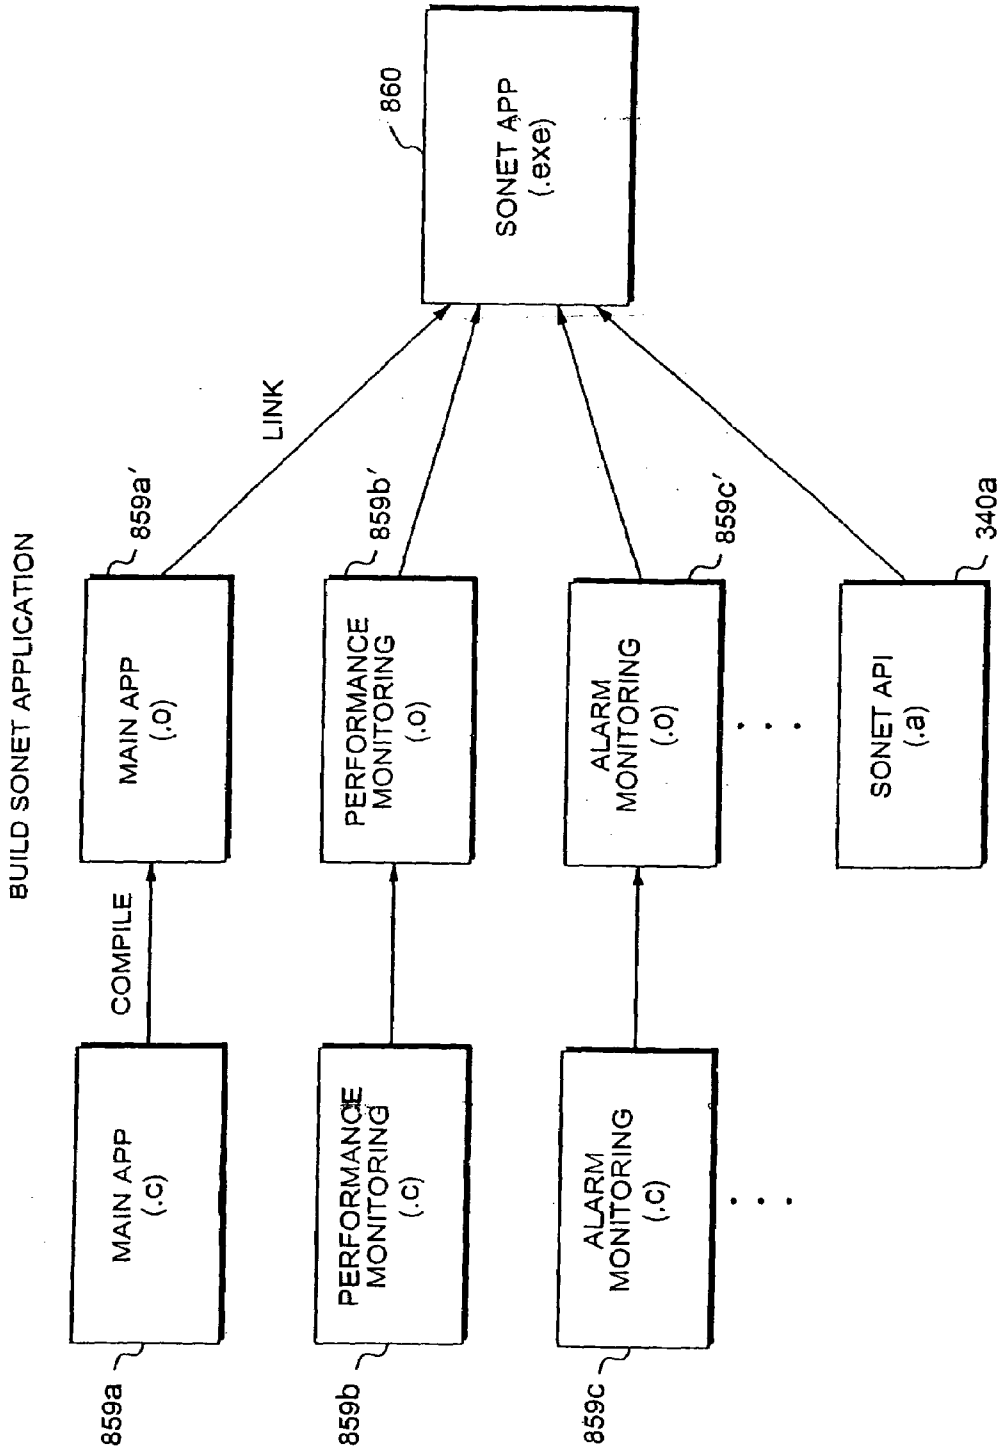 BUILD SONET APPLICATION
859a
MAIN APP
(.c)
COMPILE
859a′
MAIN APP
(.o)
LINK
859b
PERFORMANCE
MONITORING
(.c)
859b′
PERFORMANCE
MONITORING
(.o)
860
SONET APP
(.exe)
859c
ALARM
MONITORING
(.c)
. . .
859c′
ALARM
MONITORING
(.o)
. . .
340a
SONET API
(.a)